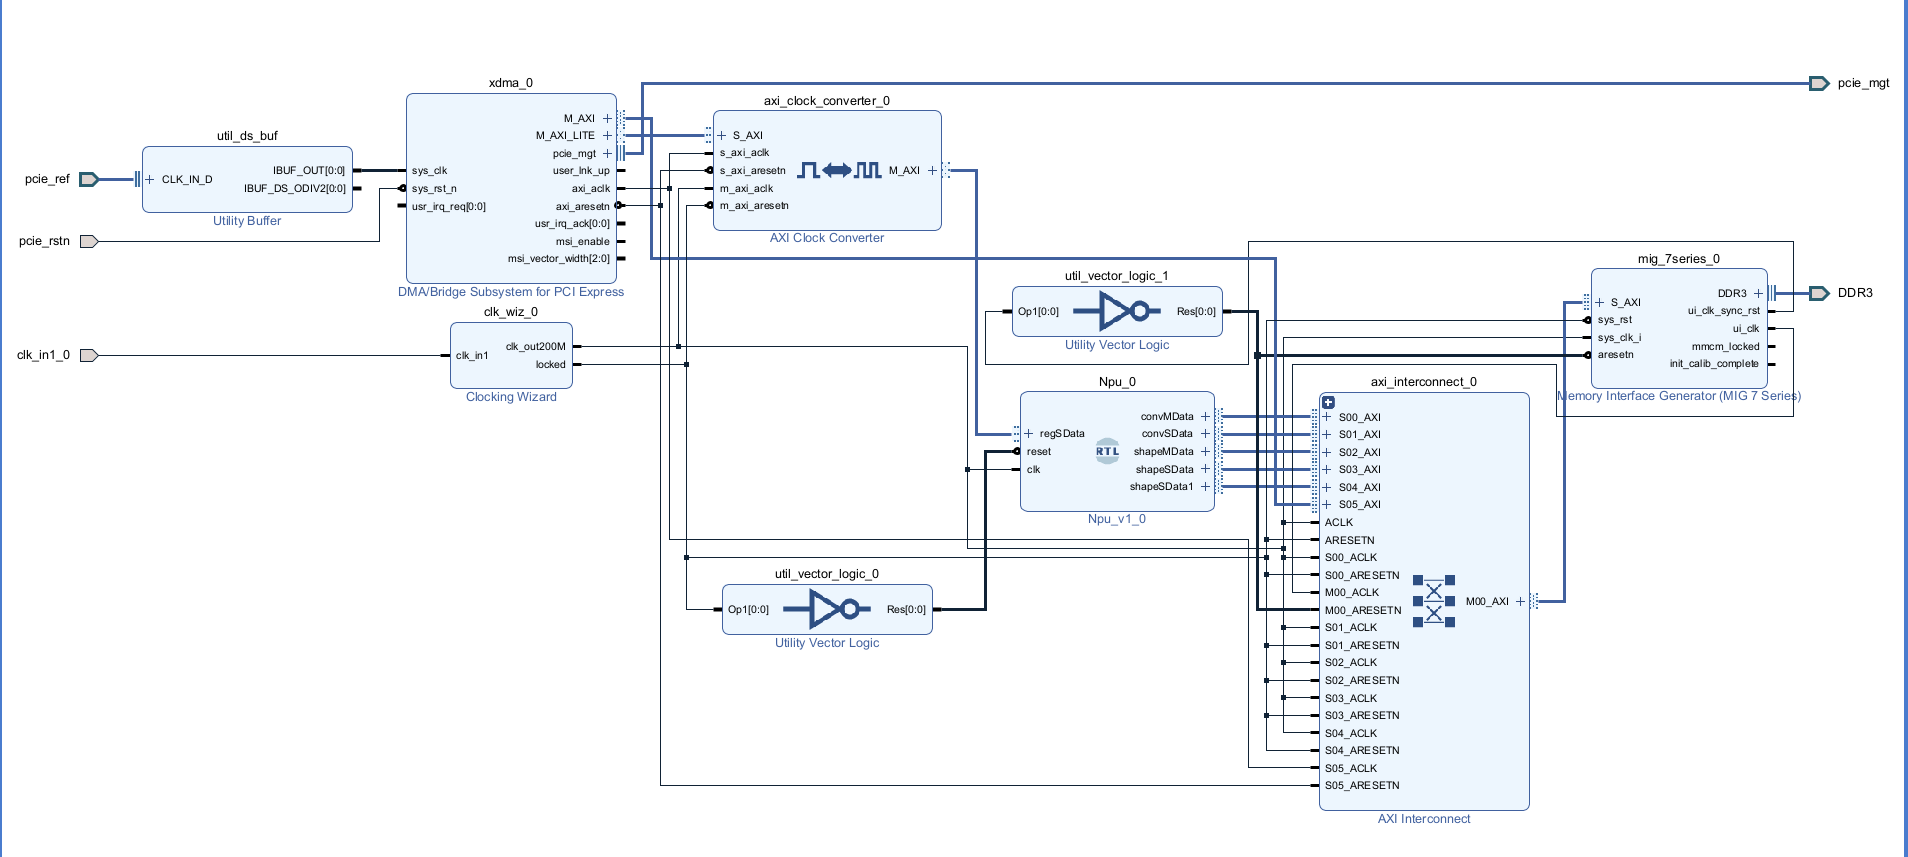 pcie_ref
pcie_rstn
clk_in1_0
util_ds_buf
CLK_IN_D
IBUF_OUT[0:0]
IBUF_DS_ODIV2[0:0]
Utility Buffer
xdma_0
sys_clk
sys_rst_n
usr_irq_req[0:0]
M_AXI
M_AXI_LITE
pcie_mgt
user_lnk_up
axi_aclk
axi_aresetn
usr_irq_ack[0:0]
msi_enable
msi_vector_width[2:0]
DMA/Bridge Subsystem for PCI Express
clk_wiz_0
clk_in1
clk_out200M
locked
Clocking Wizard
axi_clock_converter_0
S_AXI
s_axi_aclk
s_axi_aresetn
m_axi_aclk
m_axi_aresetn
M_AXI
AXI Clock Converter
util_vector_logic_0
Op1[0:0]
Res[0:0]
Utility Vector Logic
util_vector_logic_1
Op1[0:0]
Res[0:0]
Utility Vector Logic
Npu_0
regSData
reset
clk
RTL
convMData
convSData
shapeMData
shapeSData
shapeSData1
Npu_v1_0
axi_interconnect_0
S00_AXI
S01_AXI
S02_AXI
S03_AXI
S04_AXI
S05_AXI
ACLK
ARESETN
S00_ACLK
S00_ARESETN
M00_ACLK
M00_ARESETN
S01_ACLK
S01_ARESETN
S02_ACLK
S02_ARESETN
S03_ACLK
S03_ARESETN
S04_ACLK
S04_ARESETN
S05_ACLK
S05_ARESETN
M00_AXI
AXI Interconnect
mig_7series_0
S_AXI
sys_rst
sys_clk_i
aresetn
DDR3
ui_clk_sync_rst
ui_clk
mmcm_locked
init_calib_complete
Memory Interface Generator (MIG 7 Series)
pcie_mgt
DDR3